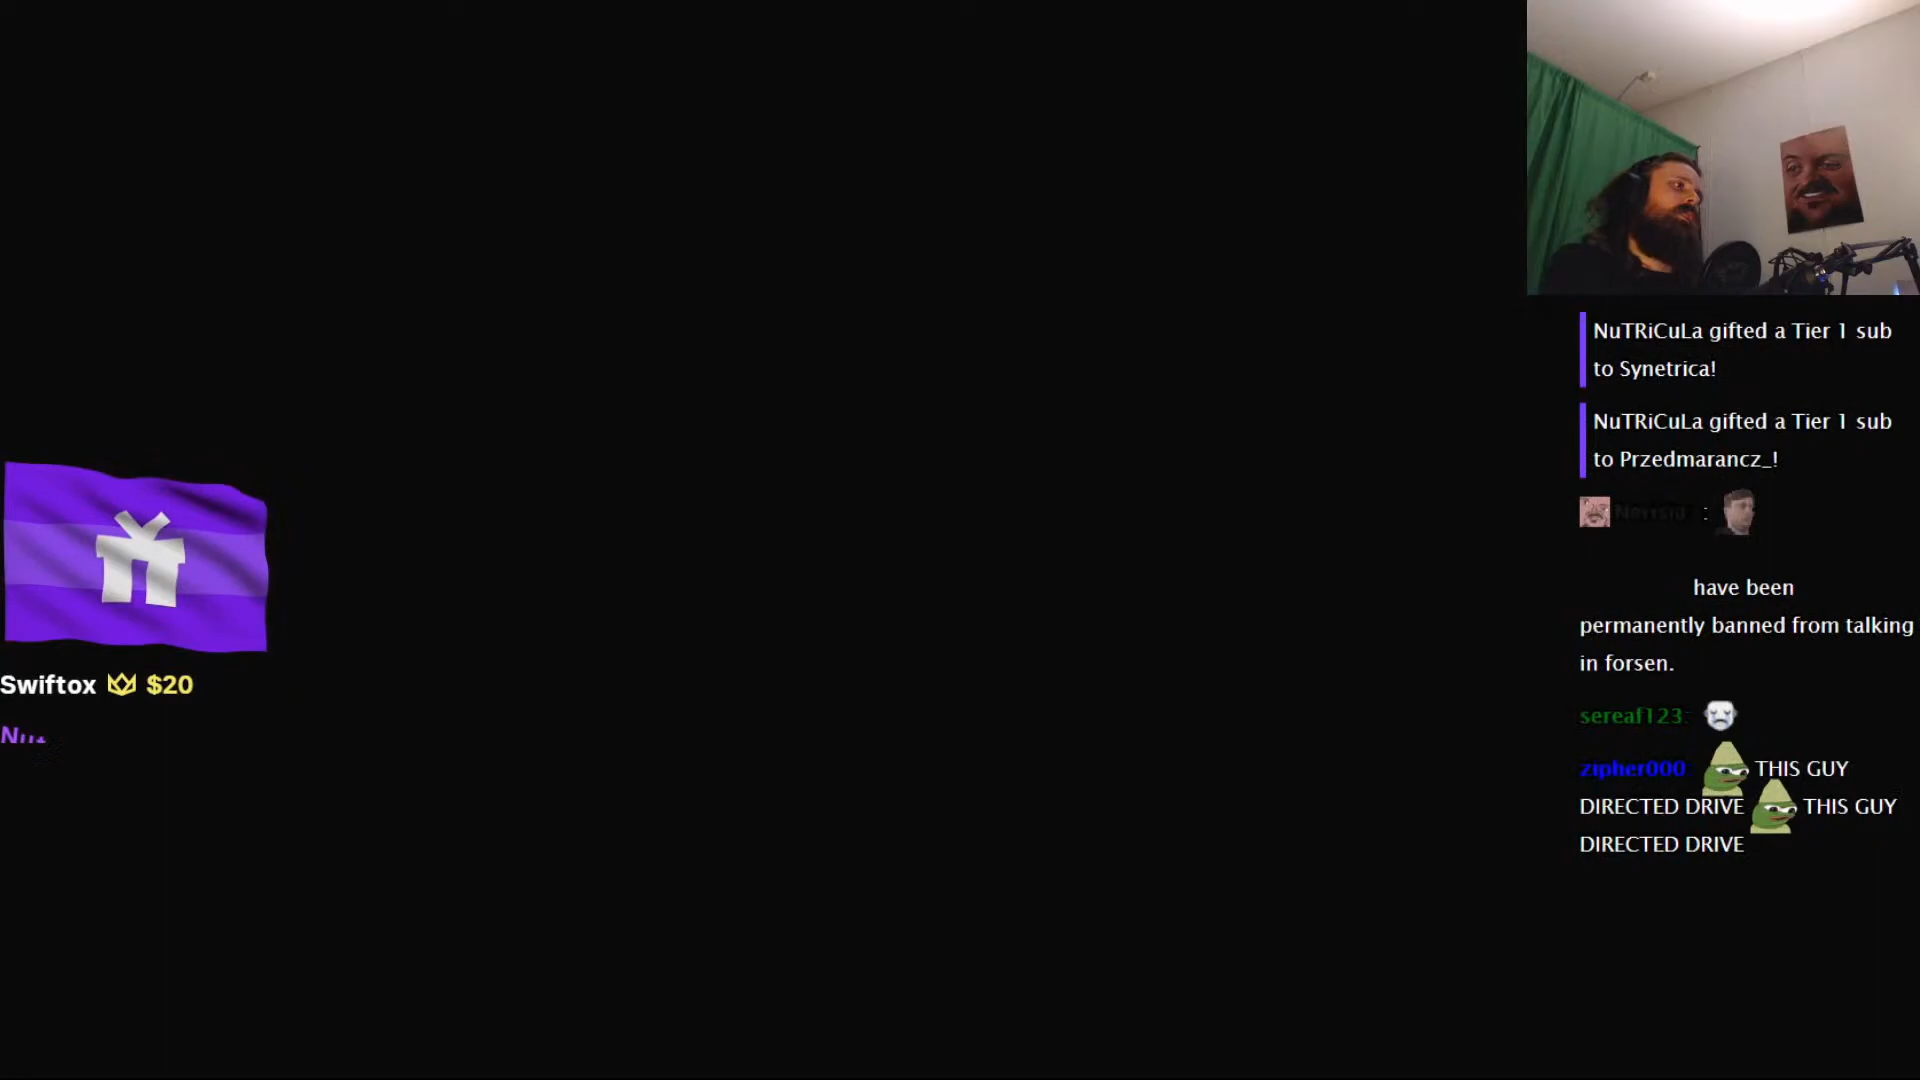 NuTRiCuLa gifted a Tier 1 sub
to Synetrica!
NuTRiCuLa gifted a Tier 1 sub
to Przedmarancz_!
:
have been
permanently banned from talking
in forsen.
Swiftox $20
sereaf123:
zipher000 THIS GUY
DIRECTED DRIVE THIS GUY
DIRECTED DRIVE